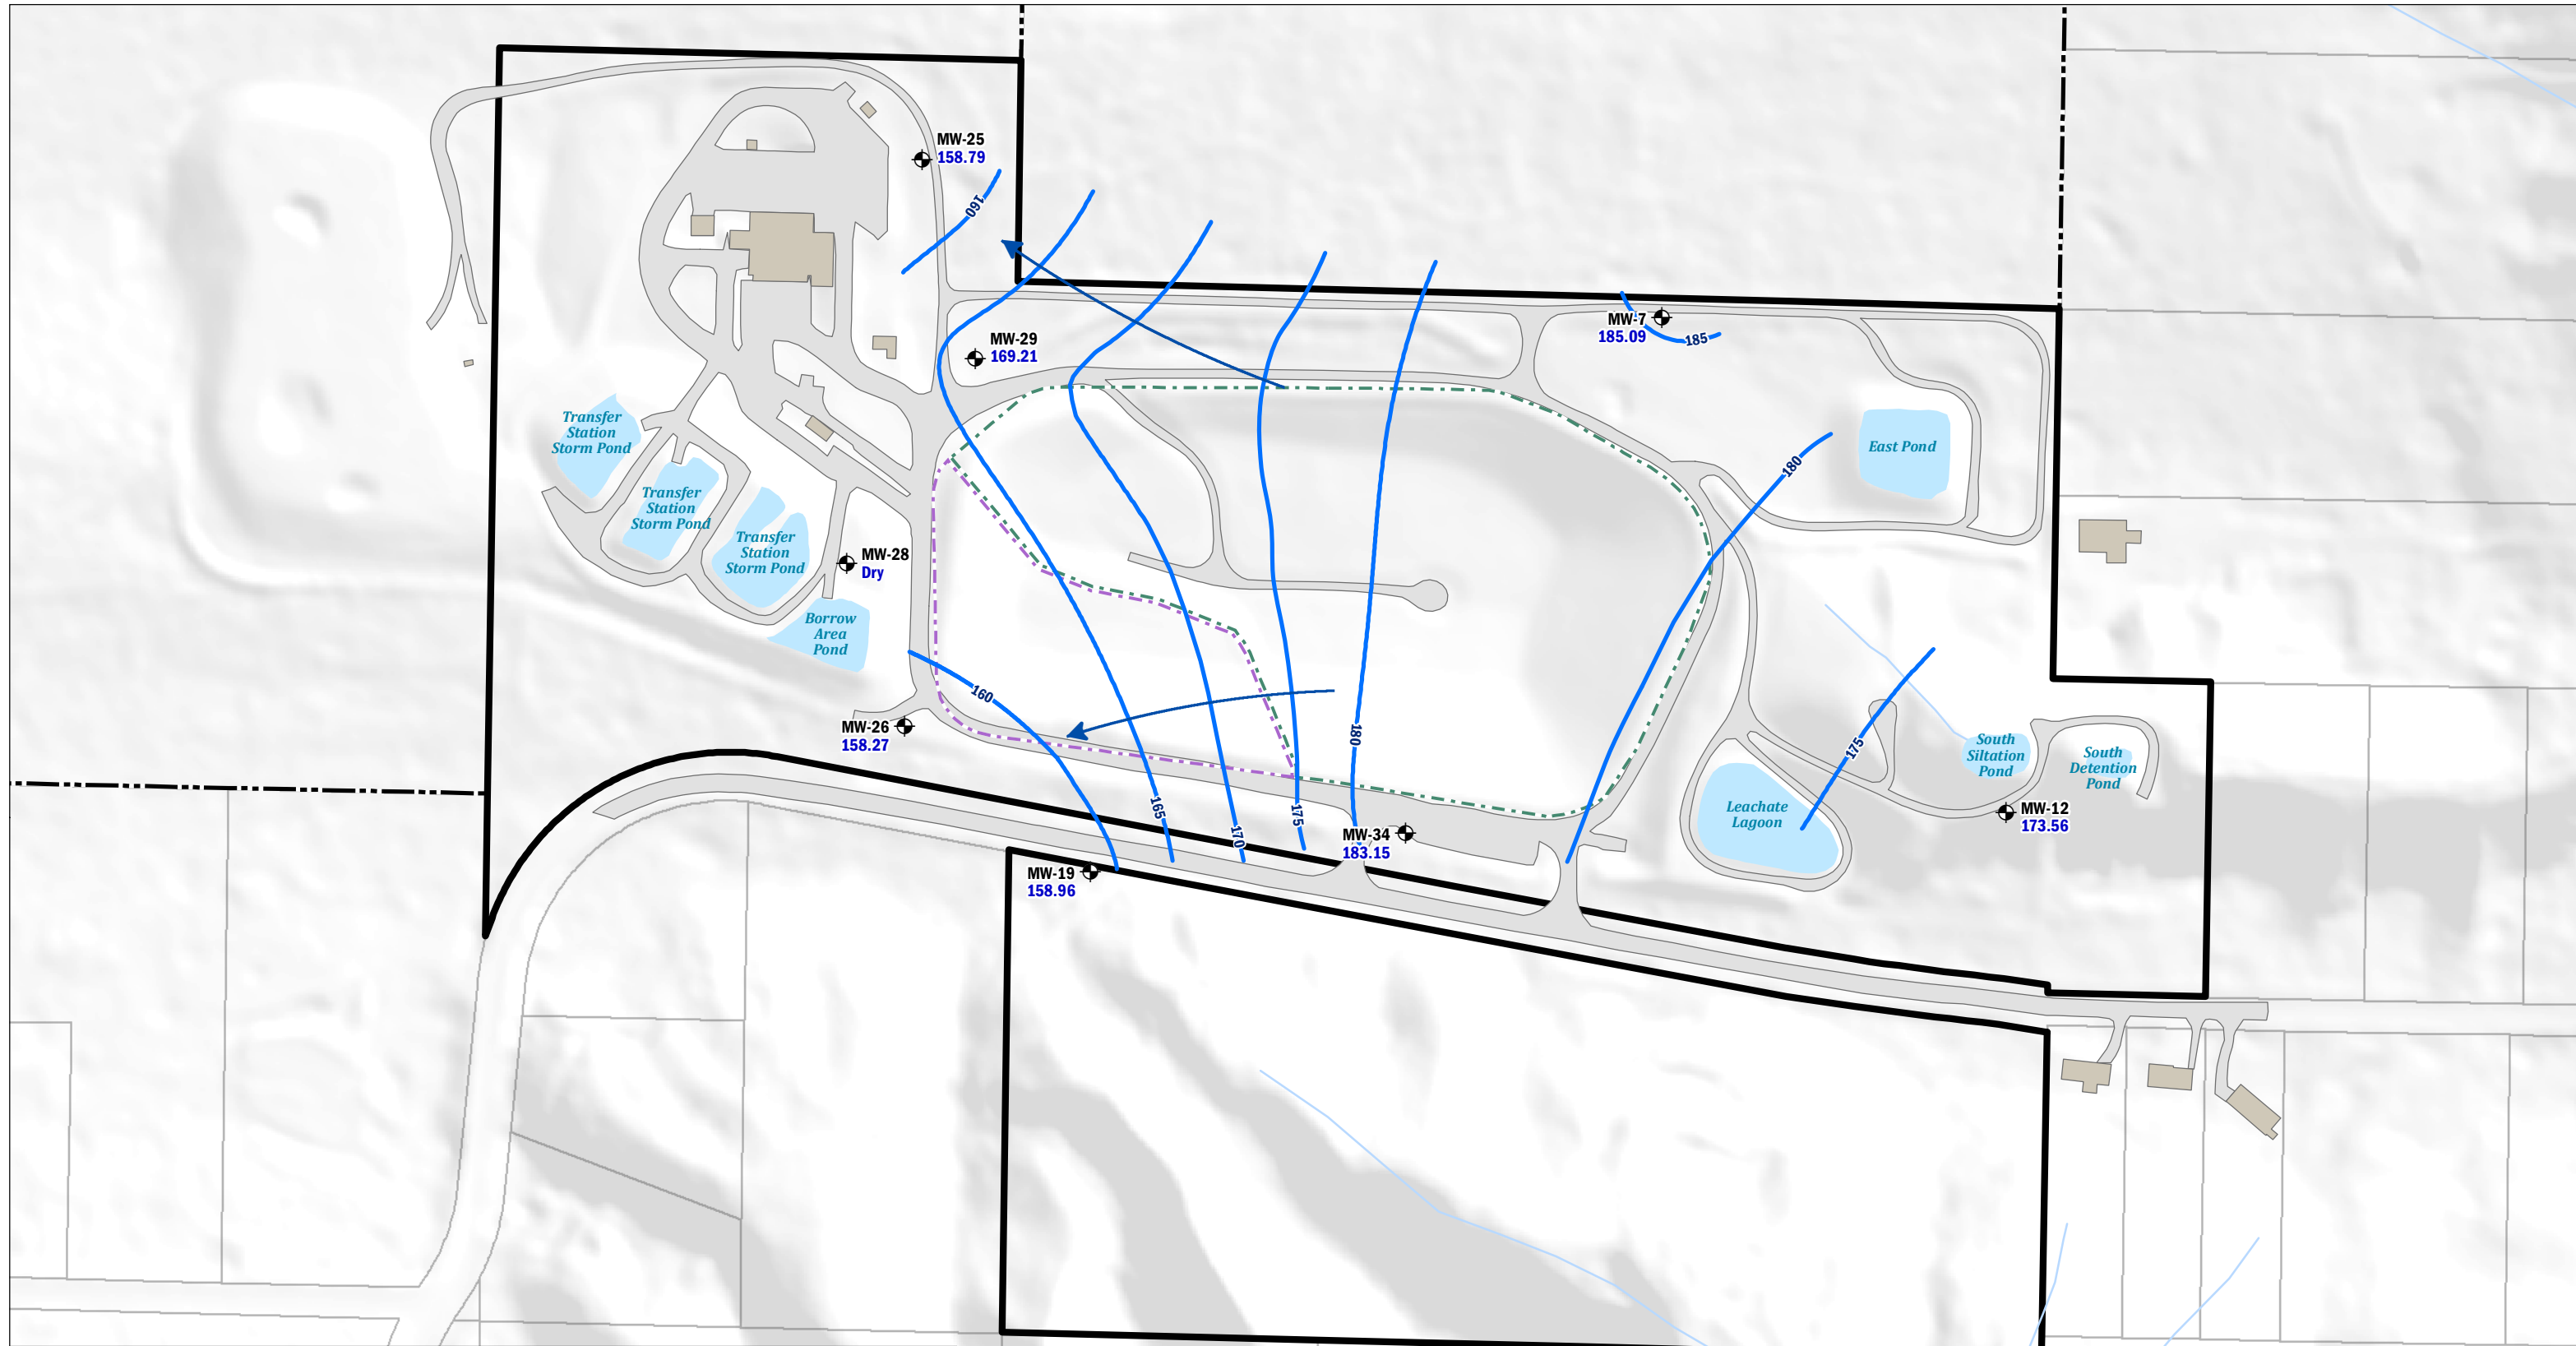 MW-25
158.79
160
MW-7
185.09
185
MW-29
169.21
Transfer
Station
Storm Pond
East Pond
180
Transfer
Station
Storm Pond
Transfer
Station
Storm Pond
MW-28
Dry
Borrow
Area
Pond
160
MW-26
158.27
180
175
South
Siltation
Pond
South
Detention
Pond
165
170
175
MW-34
183.15
Leachate
Lagoon
MW-12
173.56
MW-19
158.96